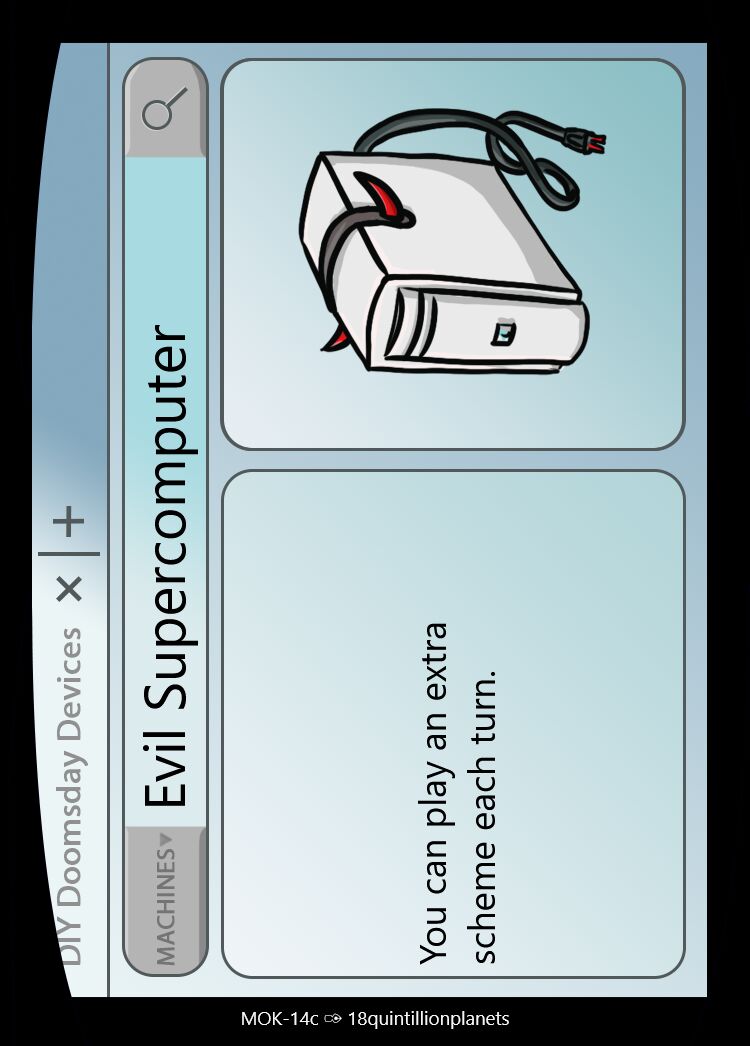 DIY Doomsday Devices × | +
MACHINES▾ Evil Supercomputer
You can play an extra
scheme each turn.
MOK-14c ✑ 18quintillionplanets